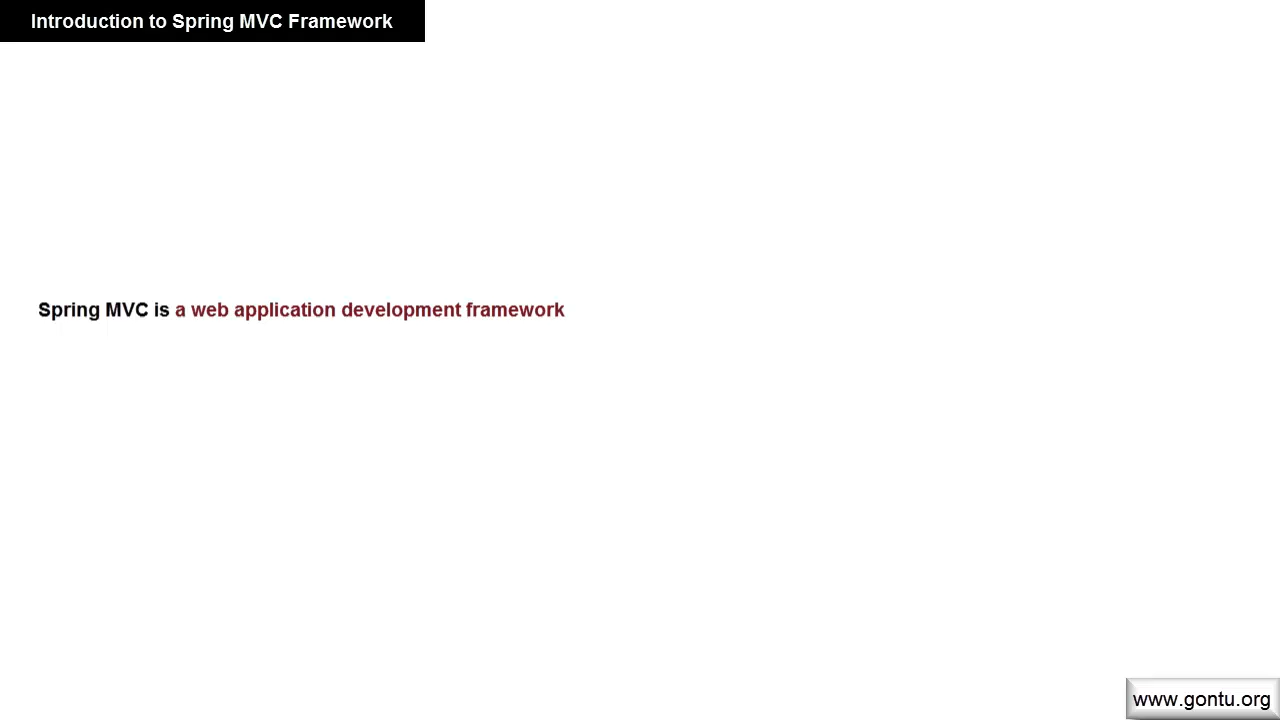 Introduction to Spring MVC Framework
Spring MVC is a web application development framework
www.gontu.org